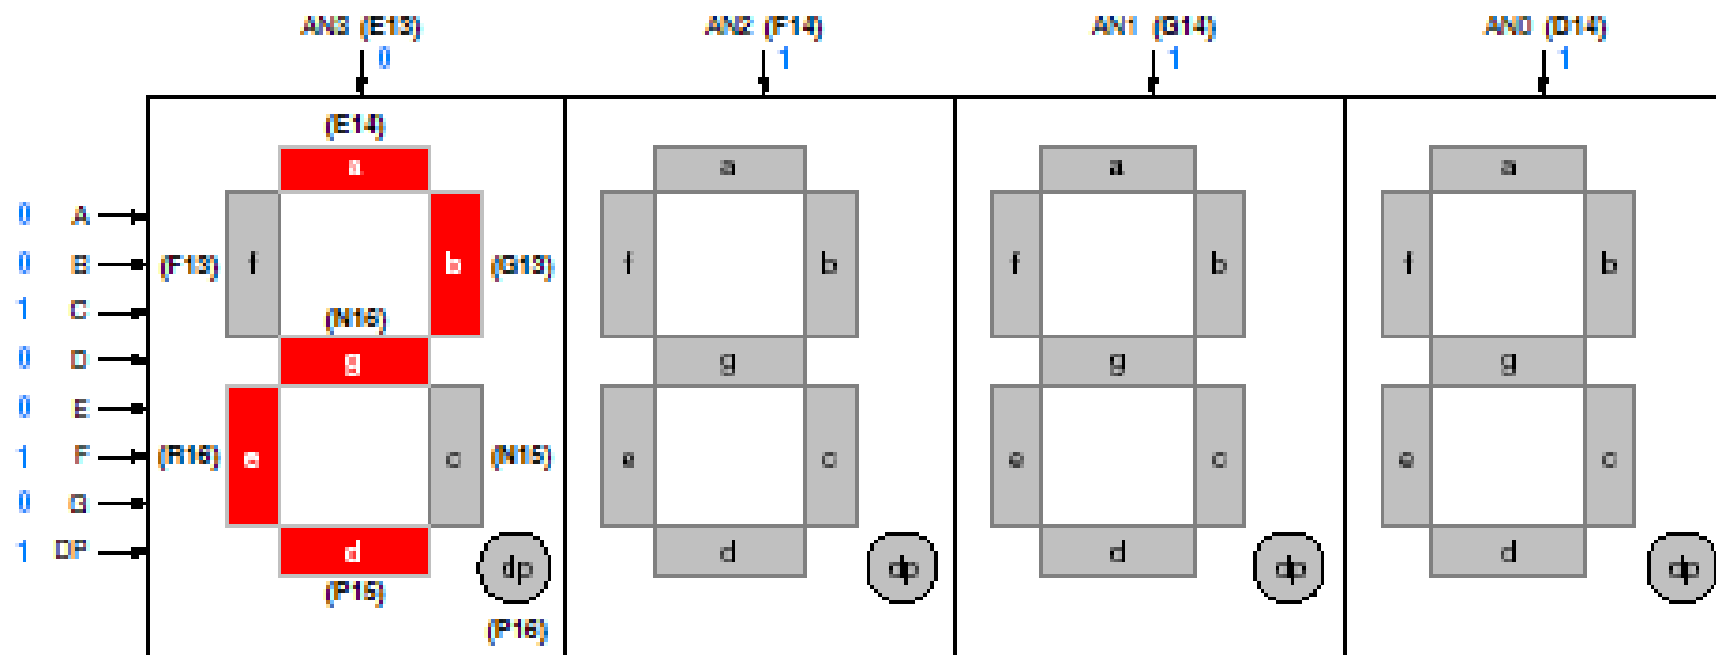 AN3 (E13) AN2 (F14) AN1 (G14) AN0 (D14)
0 1 1 1
(E14)
a a a a
0 A
0 B (F13) f b (G13) f b f b f b
1 C (N16)
0 D g g g g
0 E
1 F (R16) e c (N15) e c e c e c
0 G
1 DP d dp d dp d dp d dp
(P15)
(P16)